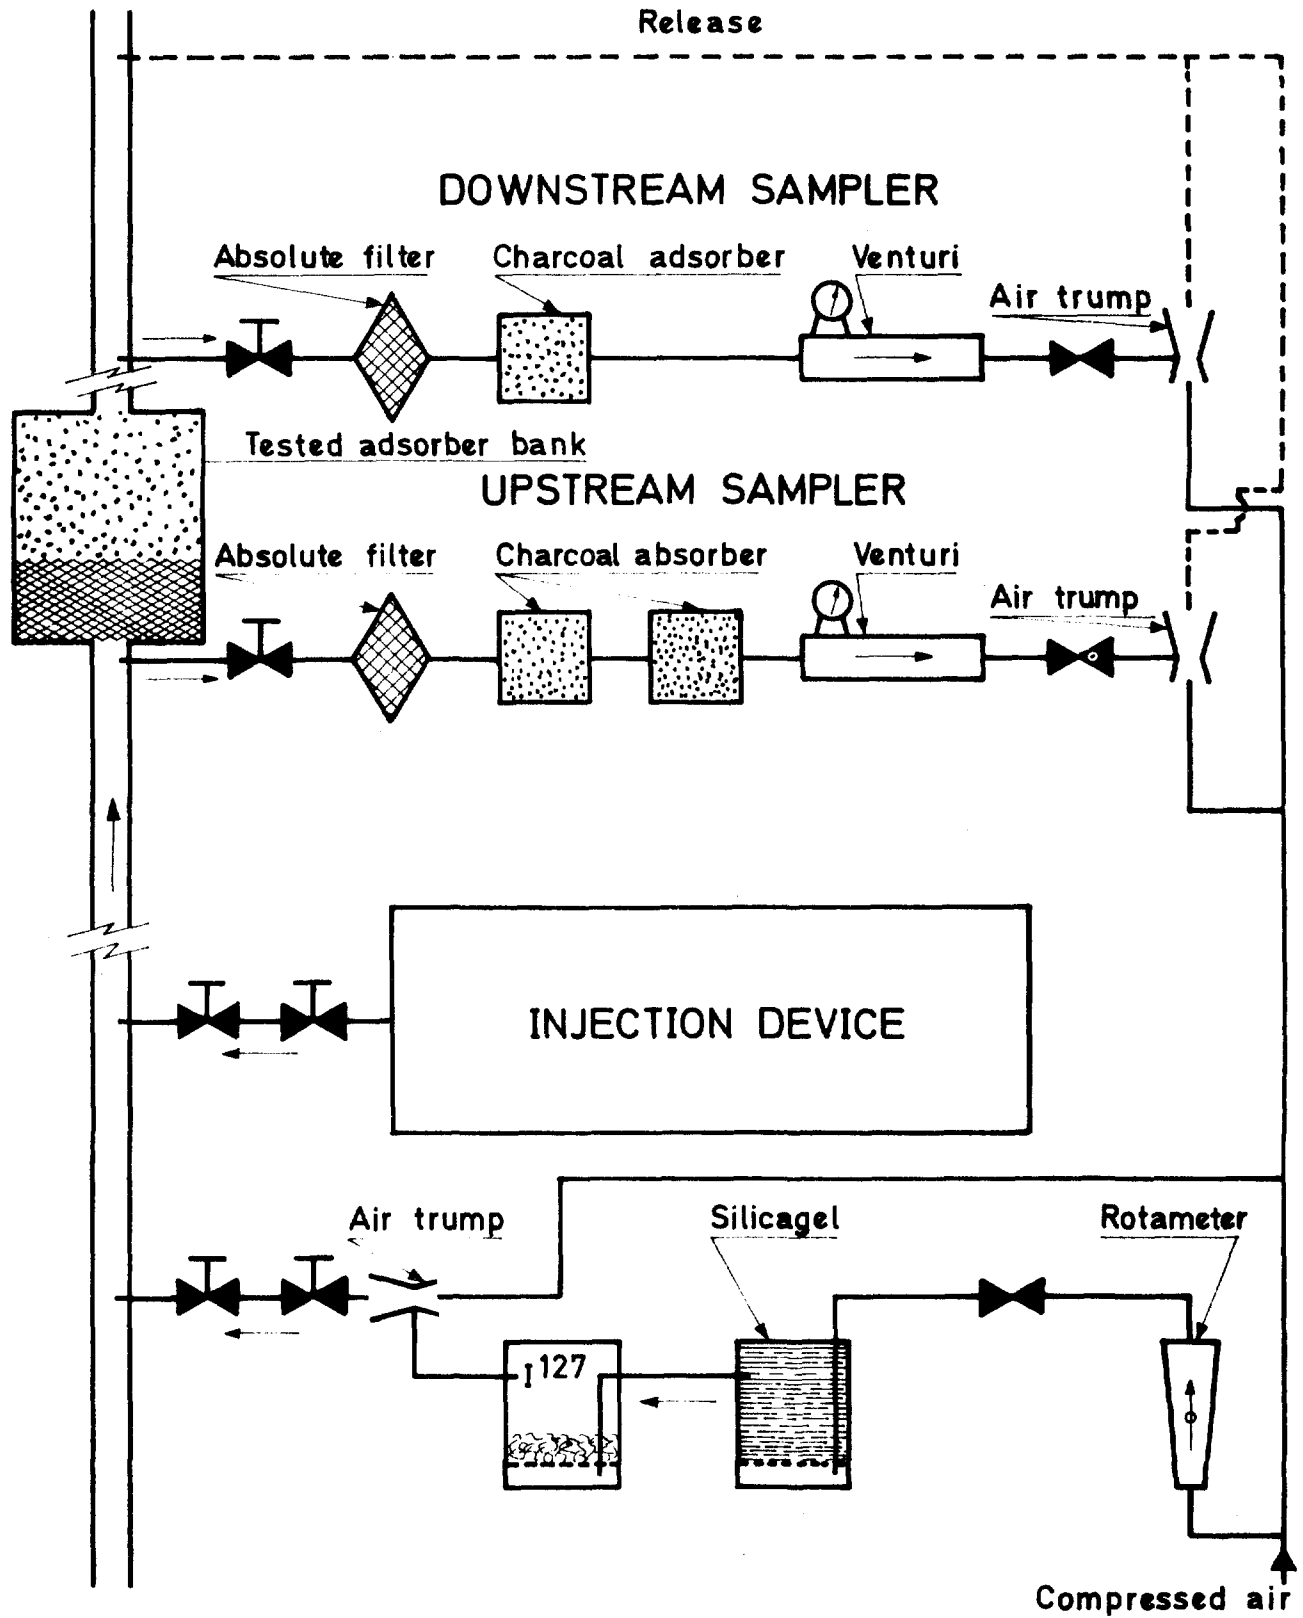 Release
DOWNSTREAM SAMPLER
Absolute filter
Charcoal adsorber
Venturi
Air trump
Tested adsorber bank
UPSTREAM SAMPLER
Absolute filter
Charcoal absorber
Venturi
Air trump
INJECTION DEVICE
Air trump
Silicagel
Rotameter
I127
Compressed air